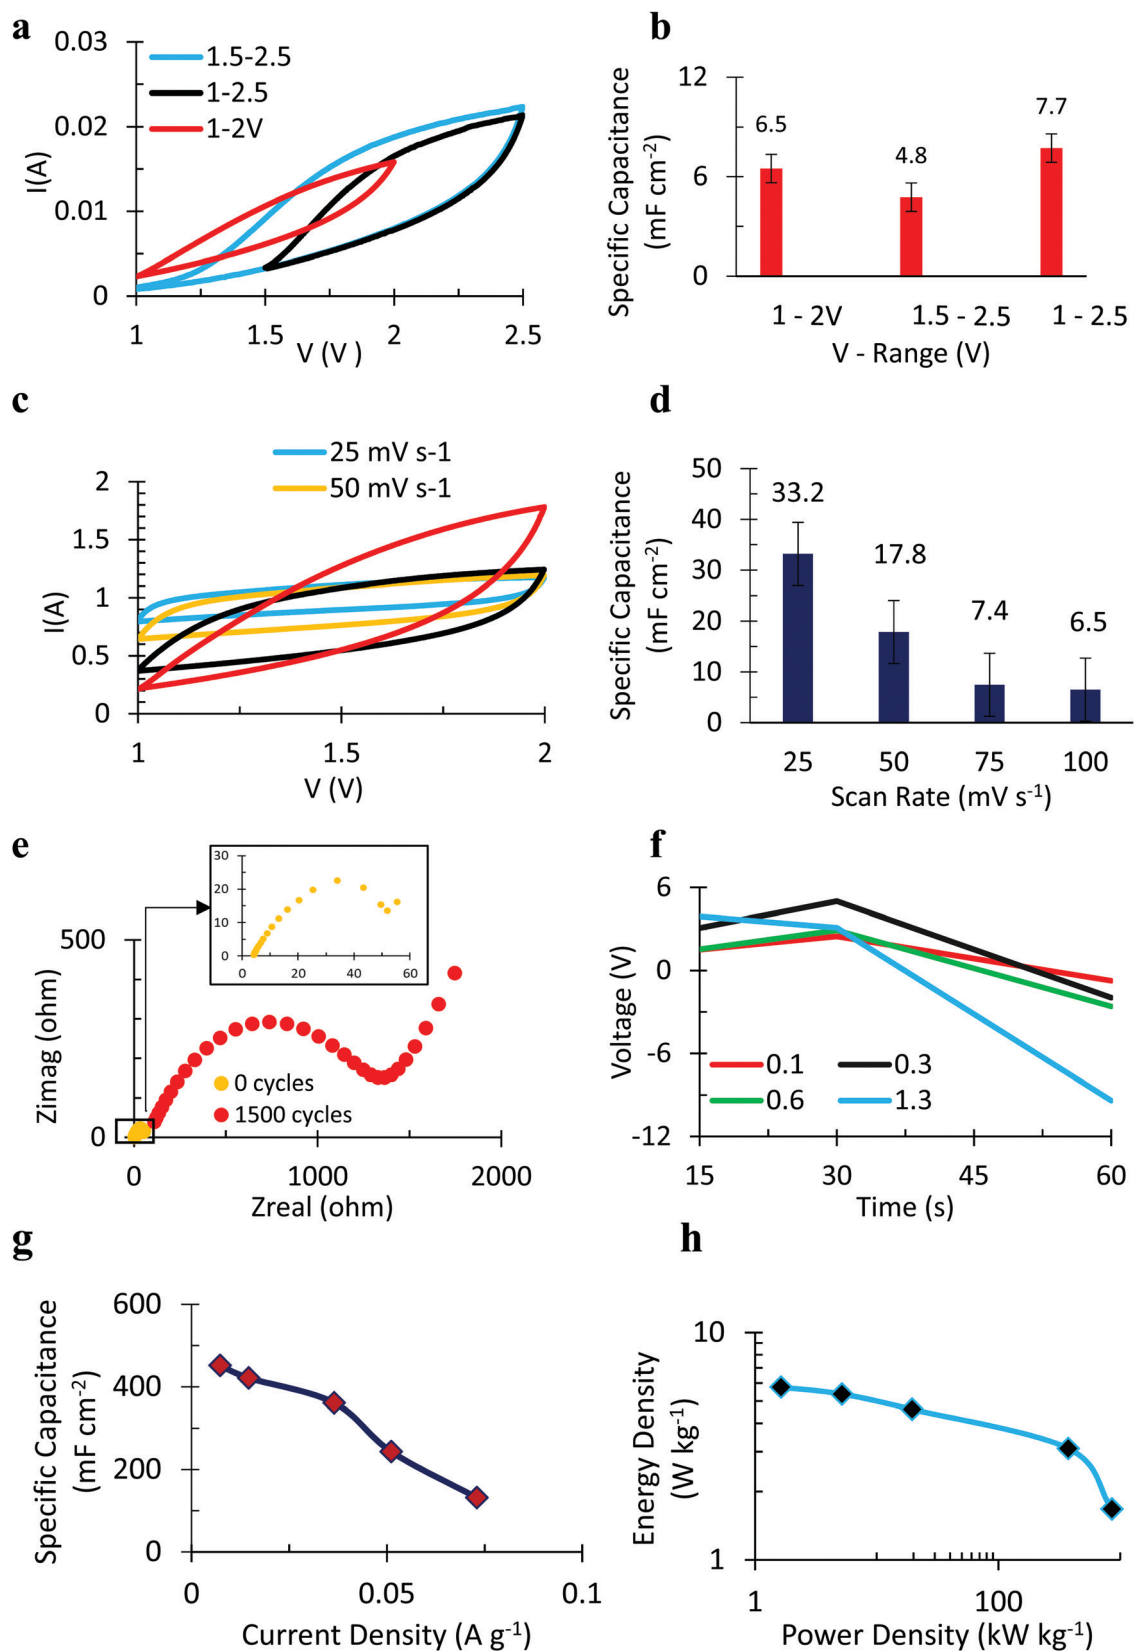 a
0.03
0.02
0.01
0
I(A)
1.5-2.5
1-2.5
1-2V
1
1.5
2
2.5
V (V )
b
Specific Capacitance
(mF cm⁻²)
12
6
0
6.5
4.8
7.7
1 - 2V
1.5 - 2.5
1 - 2.5
V - Range (V)
c
25 mV s-1
50 mV s-1
2
1.5
1
0.5
0
I(A)
1
1.5
2
V (V)
d
Specific Capacitance
(mF cm⁻²)
50
40
30
20
10
0
33.2
17.8
7.4
6.5
25
50
75
100
Scan Rate (mV s⁻¹)
e
30
20
10
0
0
20
40
60
500
0
Zimag (ohm)
0 cycles
1500 cycles
0
1000
2000
Zreal (ohm)
f
6
0
-6
-12
Voltage (V)
0.1
0.3
0.6
1.3
15
30
45
60
Time (s)
g
Specific Capacitance
(mF cm⁻²)
600
400
200
0
0
0.05
0.1
Current Density (A g⁻¹)
h
Energy Density
(W kg⁻¹)
10
1
1
100
Power Density (kW kg⁻¹)